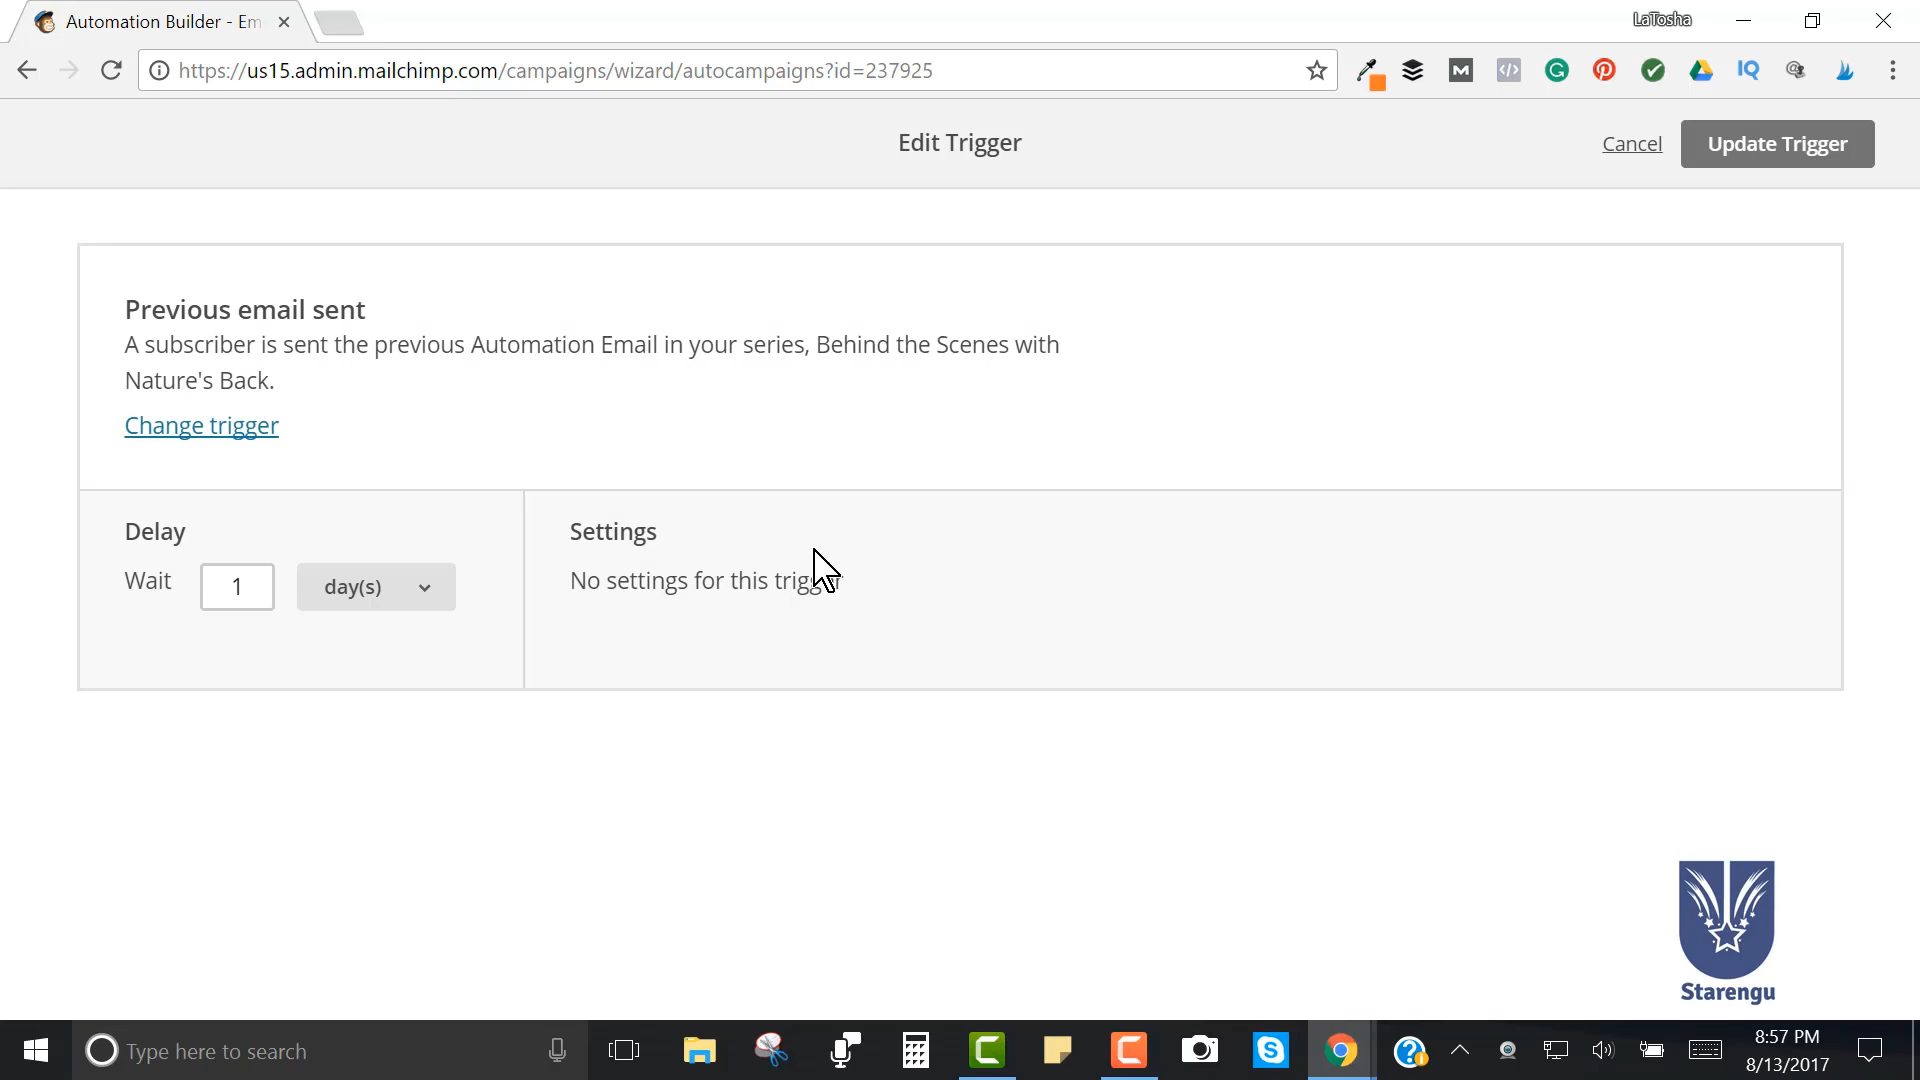 Automation Builder - Em
LaTosha
https://us15.admin.mailchimp.com/campaigns/wizard/autocampaigns?id=237925
Edit Trigger
Cancel
Update Trigger
Previous email sent
A subscriber is sent the previous Automation Email in your series, Behind the Scenes with
Nature's Back.
Change trigger
Delay
Settings
Wait 1 day(s)
No settings for this trigger
Starengu
Type here to search
8:57 PM
8/13/2017